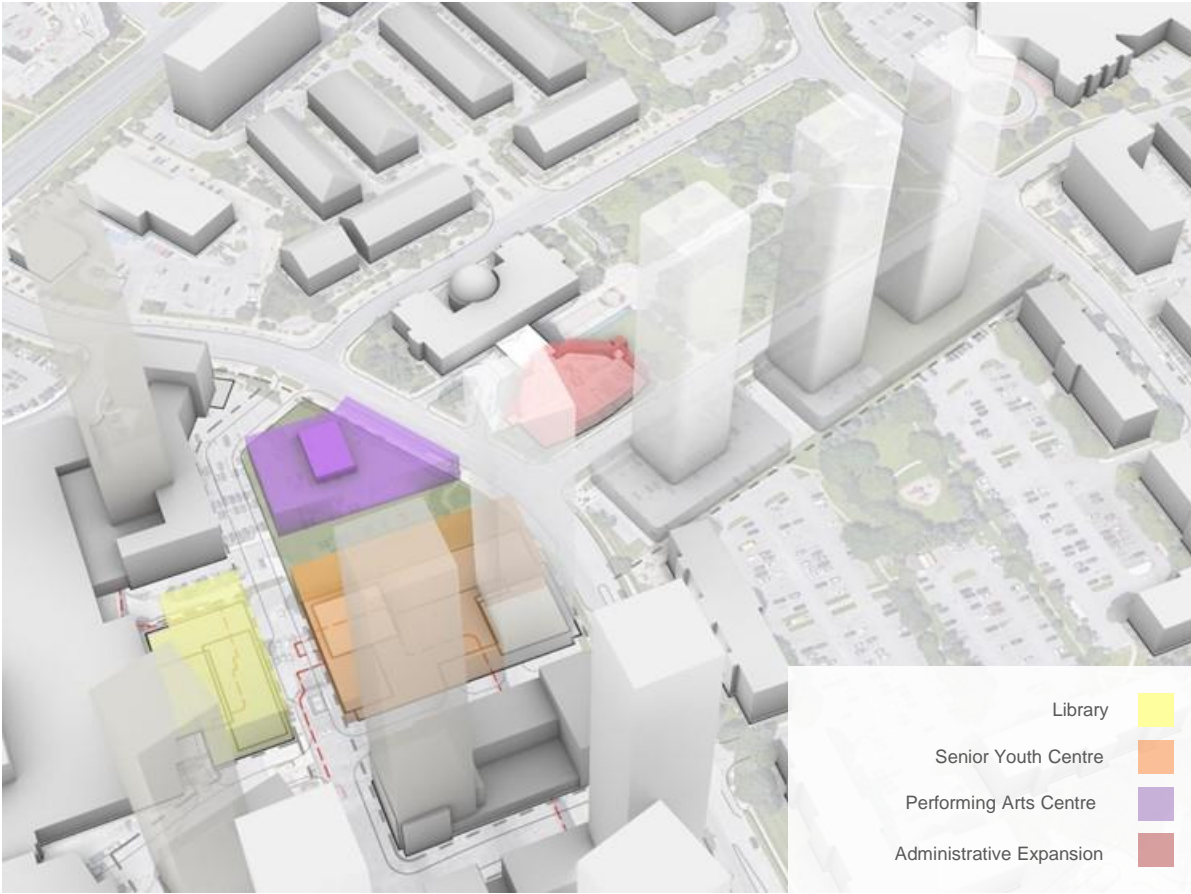 Library
Senior Youth Centre
Performing Arts Centre
Administrative Expansion